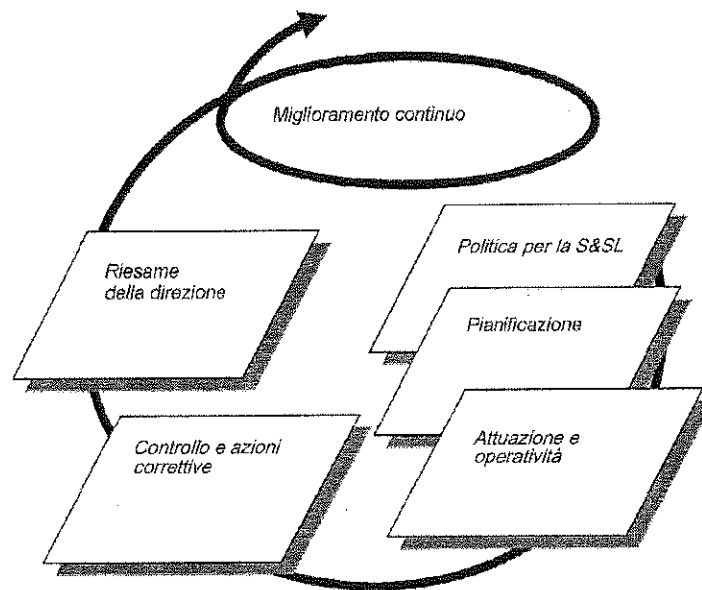 Miglioramento continuo
Politica per la S&SL
Riesame
della direzione
Pianificazione
Controllo e azioni
correttive
Attuazione e
operatività